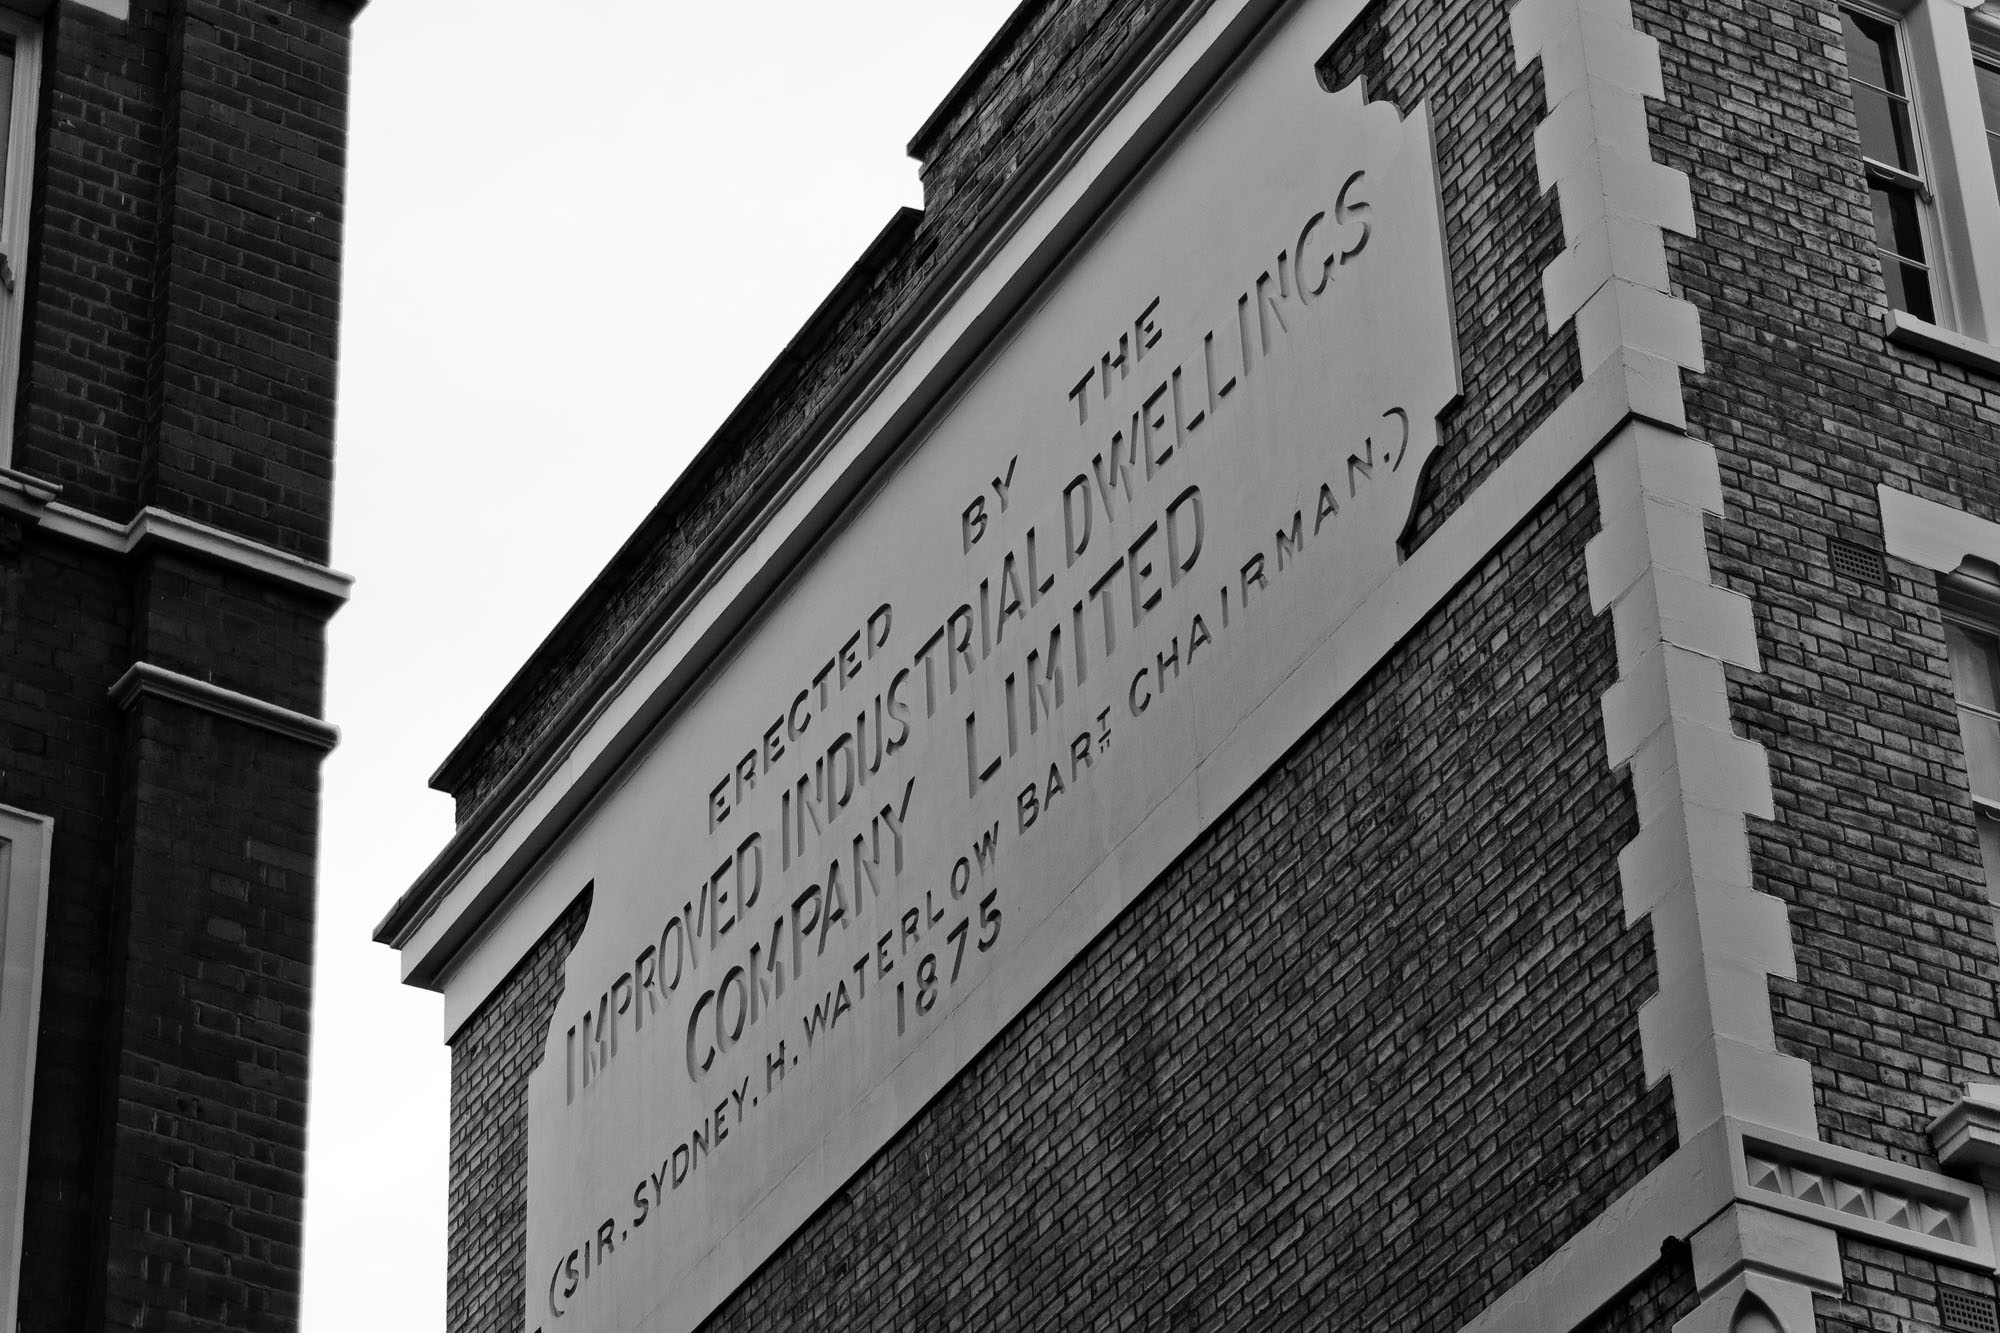 ERECTED BY THE
IMPROVED INDUSTRIAL DWELLINGS
COMPANY LIMITED
(SIR. SYDNEY. H. WATERLOW BART CHAIRMAN.)
1875